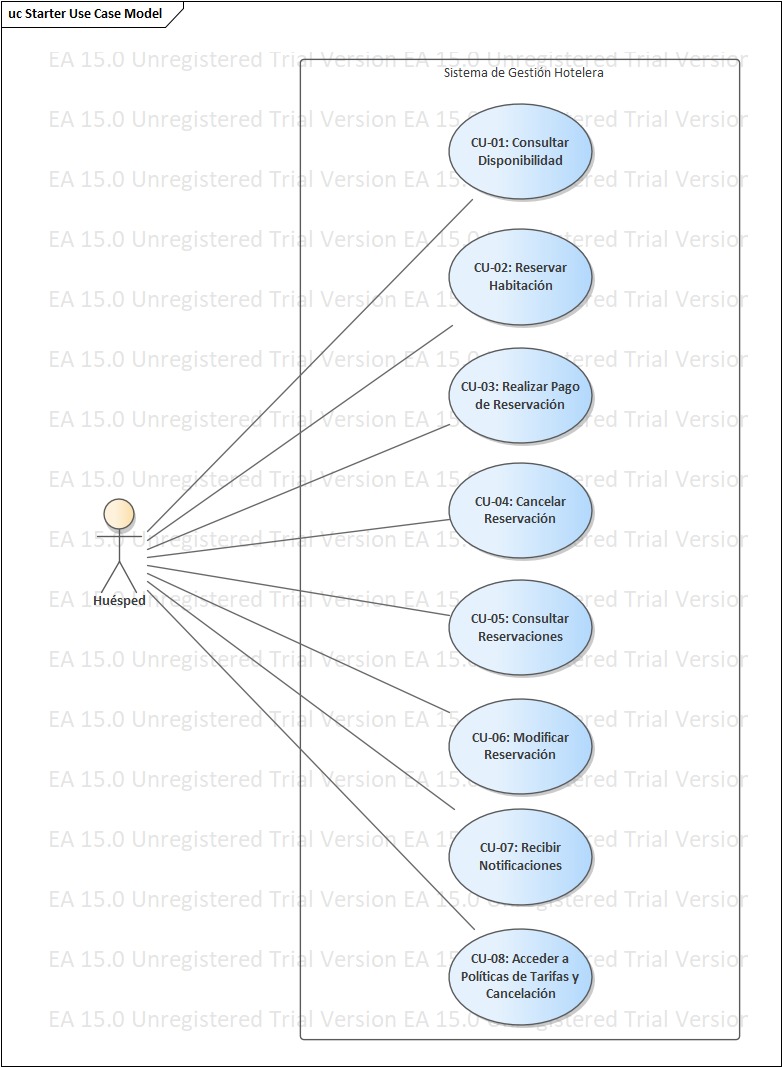 uc Starter Use Case Model
EA 15.0 Unregistered Trial Version EA 15.0 Unregistered Trial Version
Sistema de Gestión Hotelera
CU-01: Consultar
Disponibilidad
CU-02: Reservar
Habitación
CU-03: Realizar Pago
de Reservación
CU-04: Cancelar
Reservación
Huésped
CU-05: Consultar
Reservaciones
CU-06: Modificar
Reservación
CU-07: Recibir
Notificaciones
CU-08: Acceder a
Políticas de Tarifas y
Cancelación